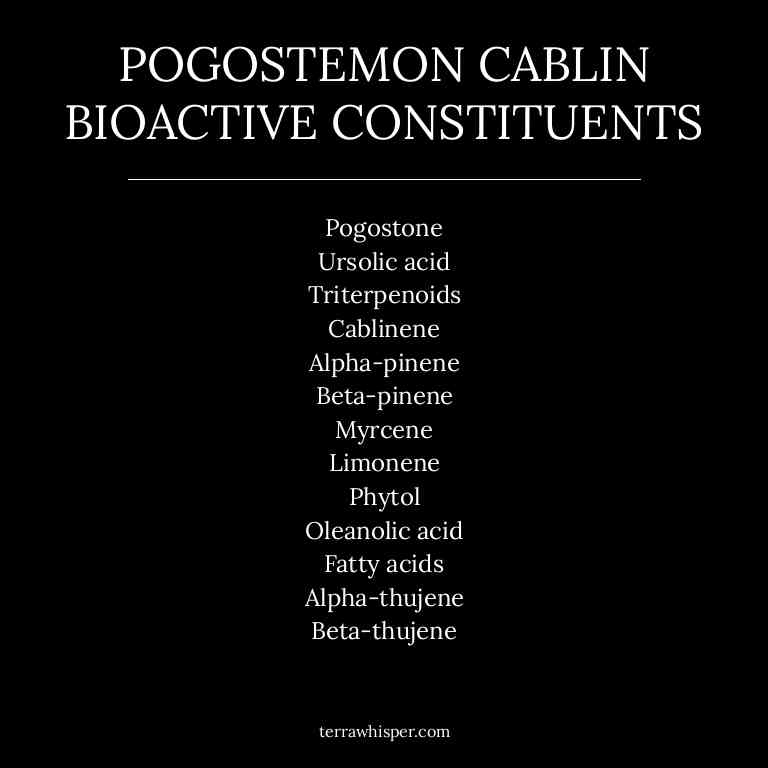 POGOSTEMON CABLIN
BIOACTIVE CONSTITUENTS
Pogostone
Ursolic acid
Triterpenoids
Cablinene
Alpha-pinene
Beta-pinene
Myrcene
Limonene
Phytol
Oleanolic acid
Fatty acids
Alpha-thujene
Beta-thujene
terrawhisper.com